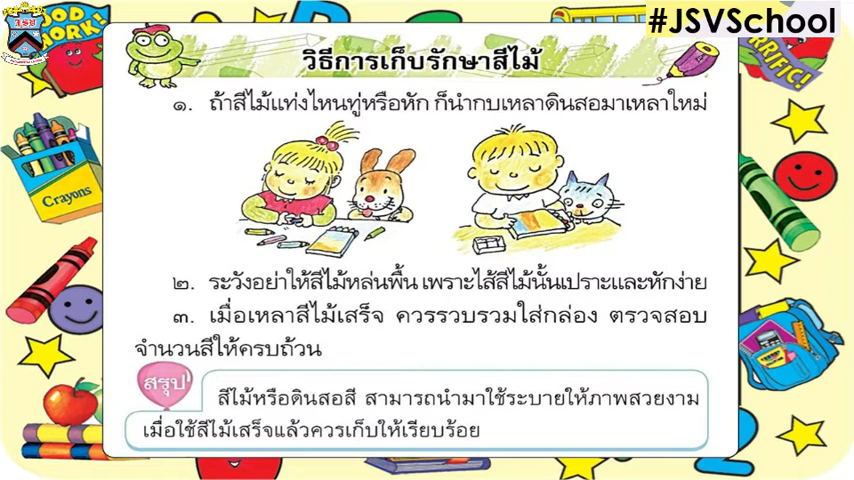 #JSVSchool
GOOD
WORK!
JSV
TERRIFIC!
วิธีการเก็บรักษาสีไม้
๑. ถ้าสีไม้แท่งไหนทู่หรือหัก ก็นำกบเหลาดินสอมาเหลาใหม่
Crayons
๒. ระวังอย่าให้สีไม้หล่นพื้น เพราะไส้สีไม้นั้นเปราะและหักง่าย
๓. เมื่อเหลาสีไม้เสร็จ ควรรวบรวมใส่กล่อง ตรวจสอบ
จำนวนสีให้ครบถ้วน
สรุป
สีไม้หรือดินสอสี สามารถนำมาใช้ระบายให้ภาพสวยงาม
เมื่อใช้สีไม้เสร็จแล้วควรเก็บให้เรียบร้อย